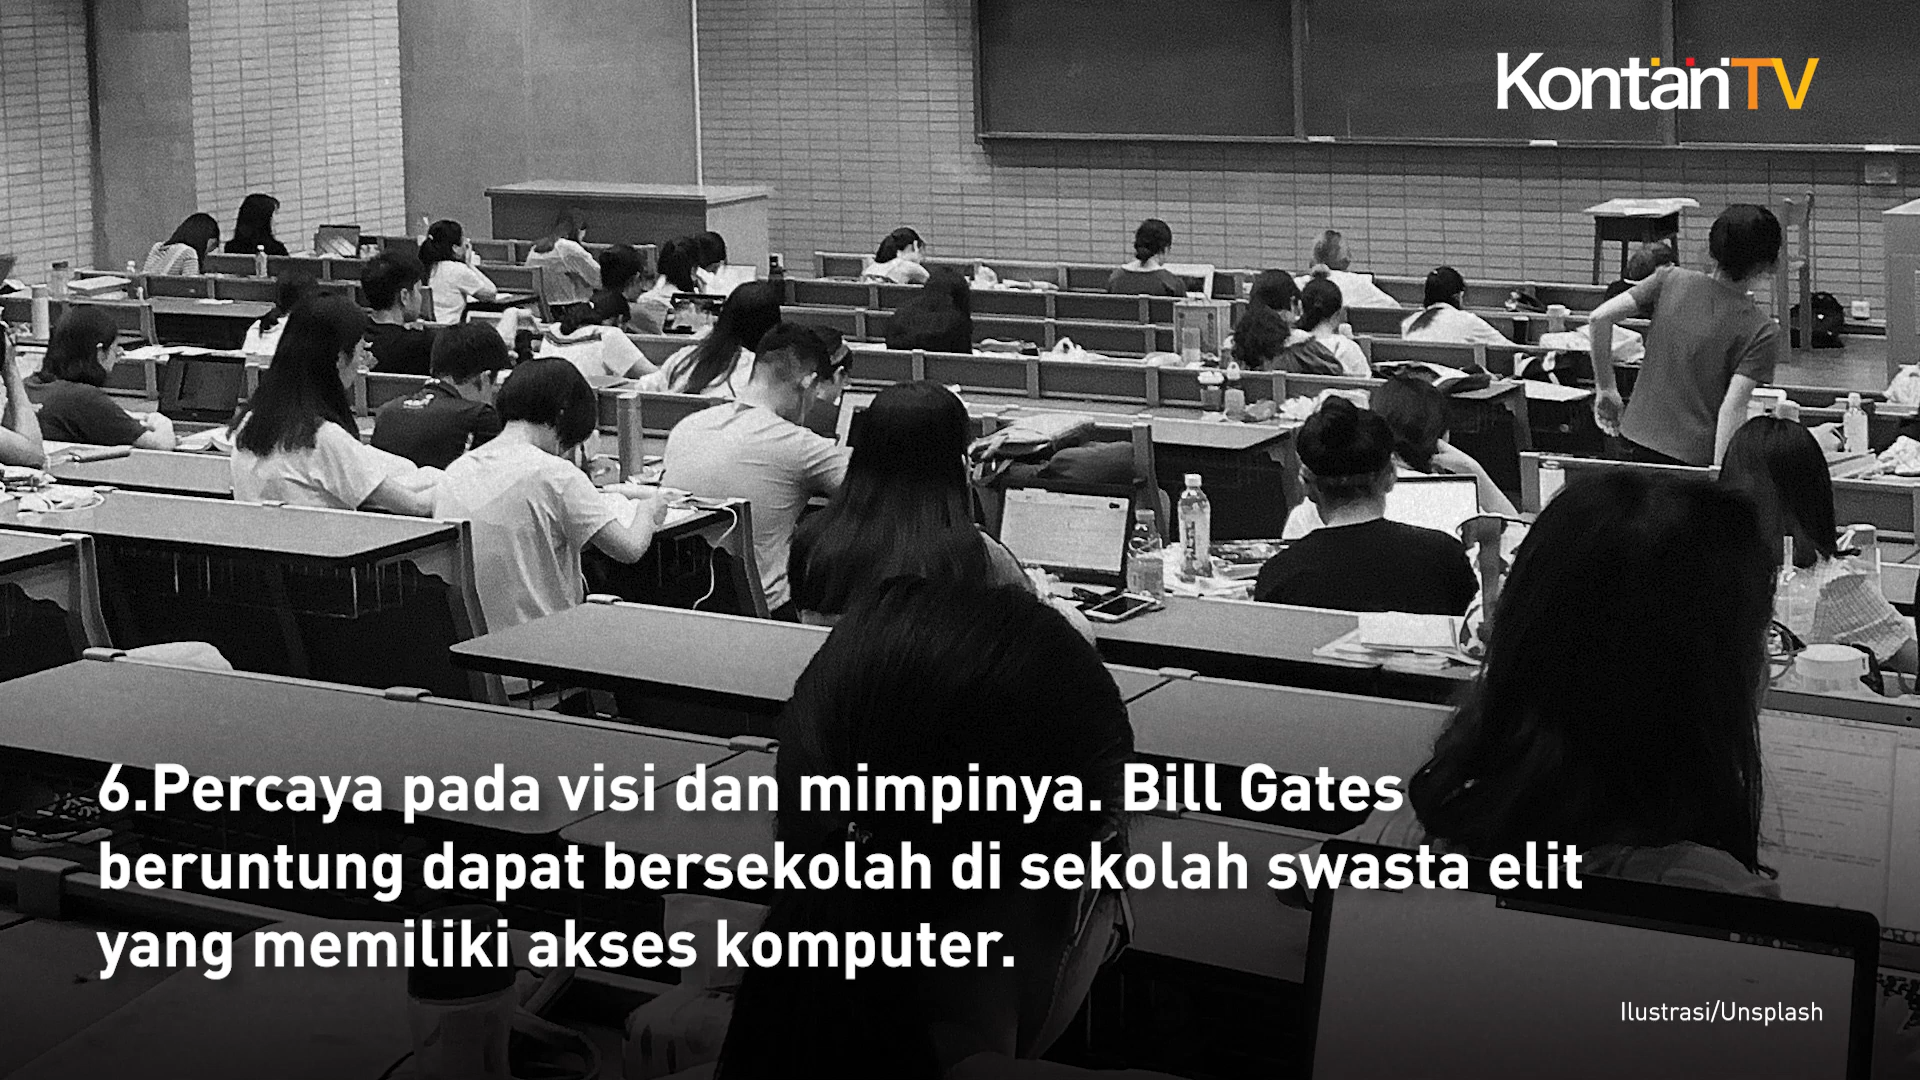 KontanTV
6.Percaya pada visi dan mimpinya. Bill Gates
beruntung dapat bersekolah di sekolah swasta elit
yang memiliki akses komputer.
Ilustrasi/Unsplash